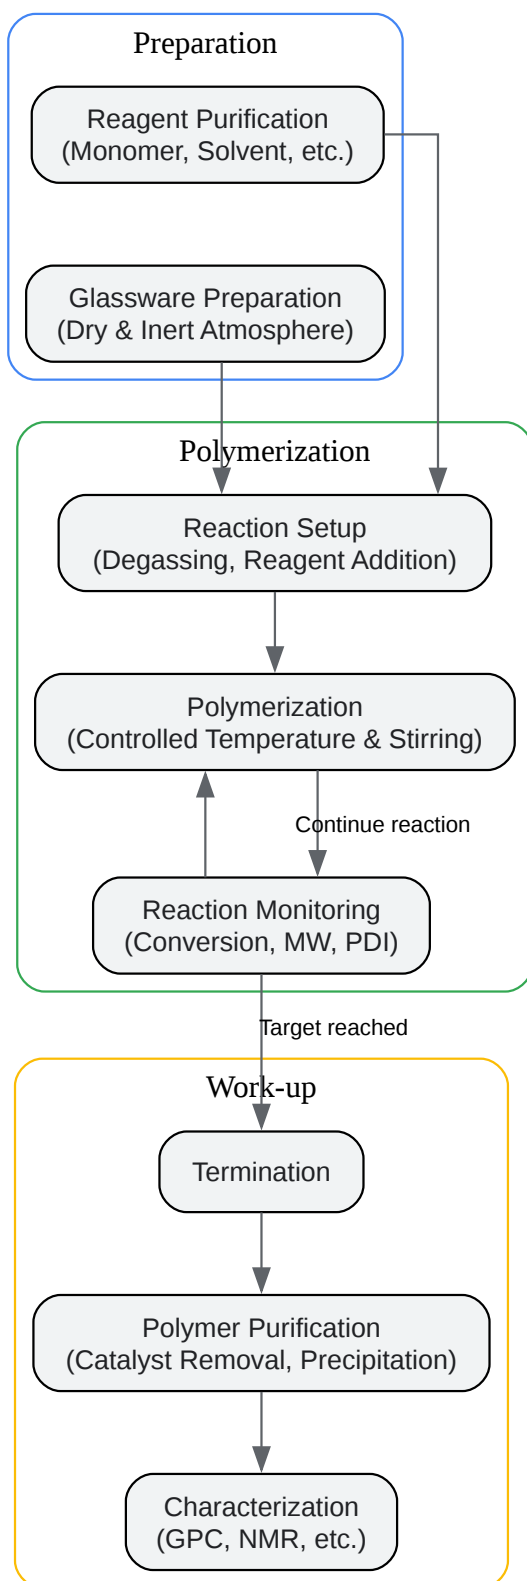 Preparation
Reagent Purification
(Monomer, Solvent, etc.)
Glassware Preparation
(Dry & Inert Atmosphere)
Polymerization
Reaction Setup
(Degassing, Reagent Addition)
Polymerization
(Controlled Temperature & Stirring)
Continue reaction
Reaction Monitoring
(Conversion, MW, PDI)
Target reached
Work-up
Termination
Polymer Purification
(Catalyst Removal, Precipitation)
Characterization
(GPC, NMR, etc.)